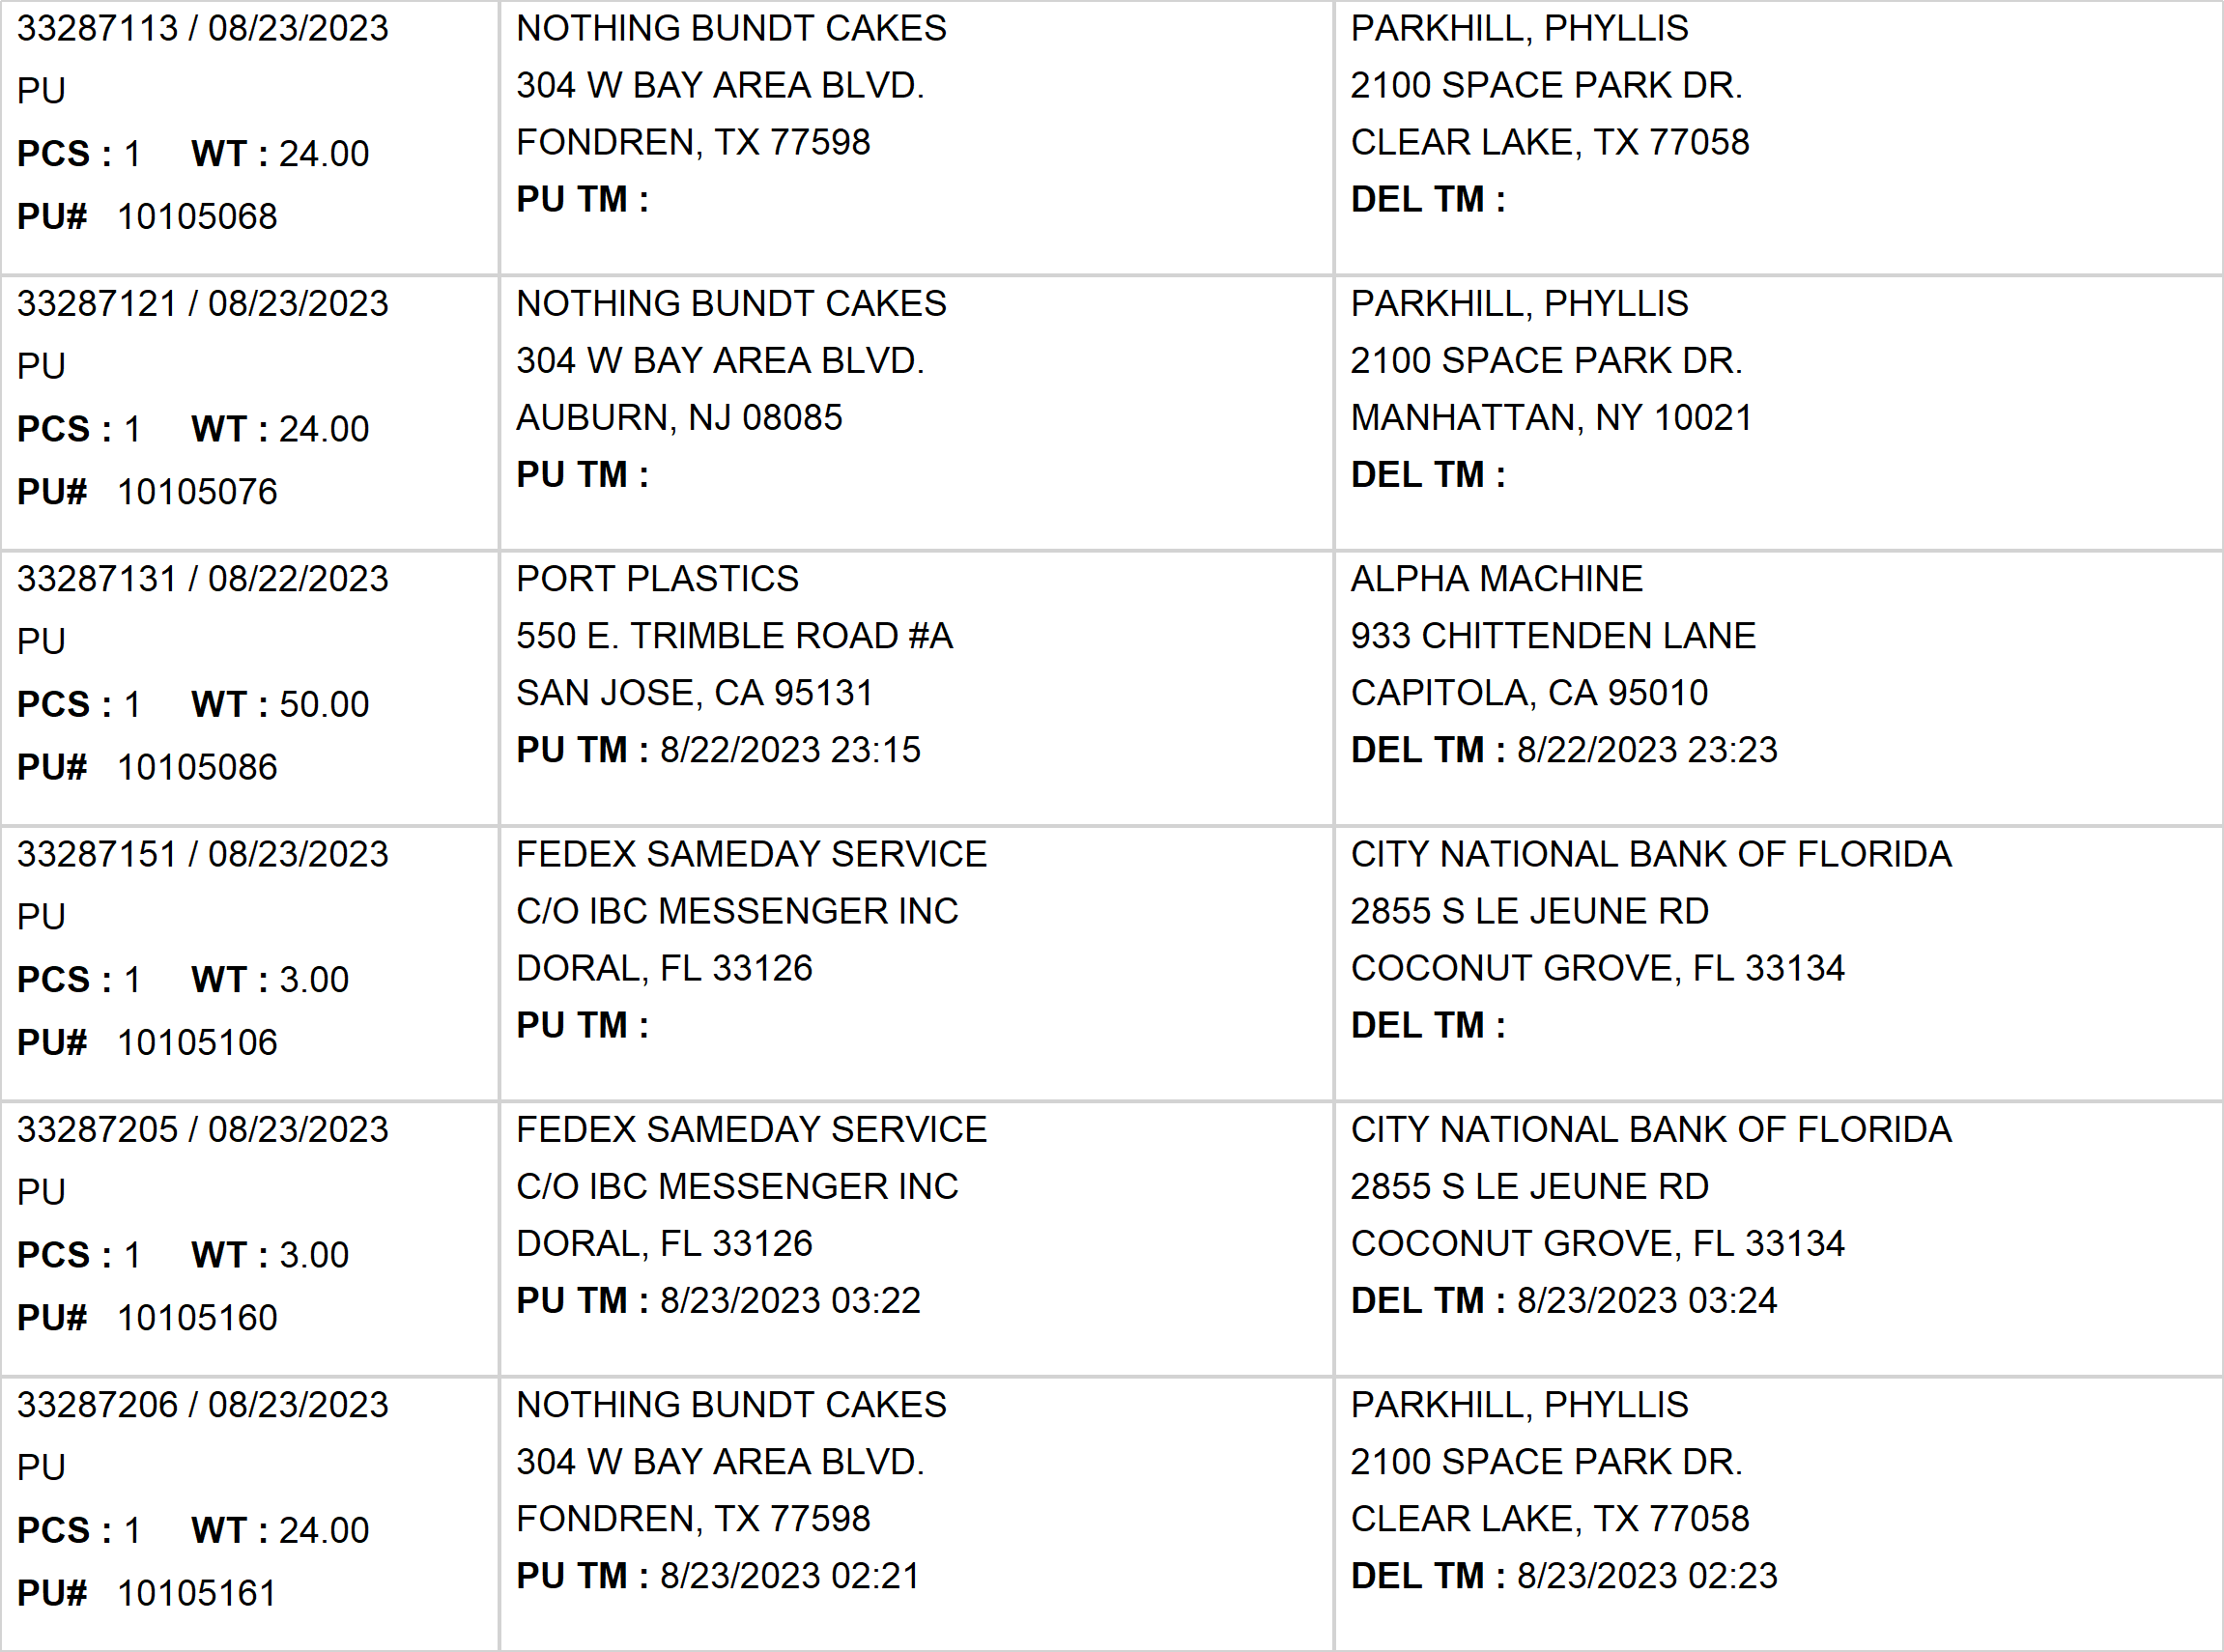 33287113 / 08/23/2023
PU
PCS : 1 WT : 24.00
PU# 10105068
NOTHING BUNDT CAKES
304 W BAY AREA BLVD.
FONDREN, TX 77598
PU TM :
PARKHILL, PHYLLIS
2100 SPACE PARK DR.
CLEAR LAKE, TX 77058
DEL TM :
33287121 / 08/23/2023
PU
PCS : 1 WT : 24.00
PU# 10105076
NOTHING BUNDT CAKES
304 W BAY AREA BLVD.
AUBURN, NJ 08085
PU TM :
PARKHILL, PHYLLIS
2100 SPACE PARK DR.
MANHATTAN, NY 10021
DEL TM :
33287131 / 08/22/2023
PU
PCS : 1 WT : 50.00
PU# 10105086
PORT PLASTICS
550 E. TRIMBLE ROAD #A
SAN JOSE, CA 95131
PU TM : 8/22/2023 23:15
ALPHA MACHINE
933 CHITTENDEN LANE
CAPITOLA, CA 95010
DEL TM : 8/22/2023 23:23
33287151 / 08/23/2023
PU
PCS : 1 WT : 3.00
PU# 10105106
FEDEX SAMEDAY SERVICE
C/O IBC MESSENGER INC
DORAL, FL 33126
PU TM :
CITY NATIONAL BANK OF FLORIDA
2855 S LE JEUNE RD
COCONUT GROVE, FL 33134
DEL TM :
33287205 / 08/23/2023
PU
PCS : 1 WT : 3.00
PU# 10105160
FEDEX SAMEDAY SERVICE
C/O IBC MESSENGER INC
DORAL, FL 33126
PU TM : 8/23/2023 03:22
CITY NATIONAL BANK OF FLORIDA
2855 S LE JEUNE RD
COCONUT GROVE, FL 33134
DEL TM : 8/23/2023 03:24
33287206 / 08/23/2023
PU
PCS : 1 WT : 24.00
PU# 10105161
NOTHING BUNDT CAKES
304 W BAY AREA BLVD.
FONDREN, TX 77598
PU TM : 8/23/2023 02:21
PARKHILL, PHYLLIS
2100 SPACE PARK DR.
CLEAR LAKE, TX 77058
DEL TM : 8/23/2023 02:23